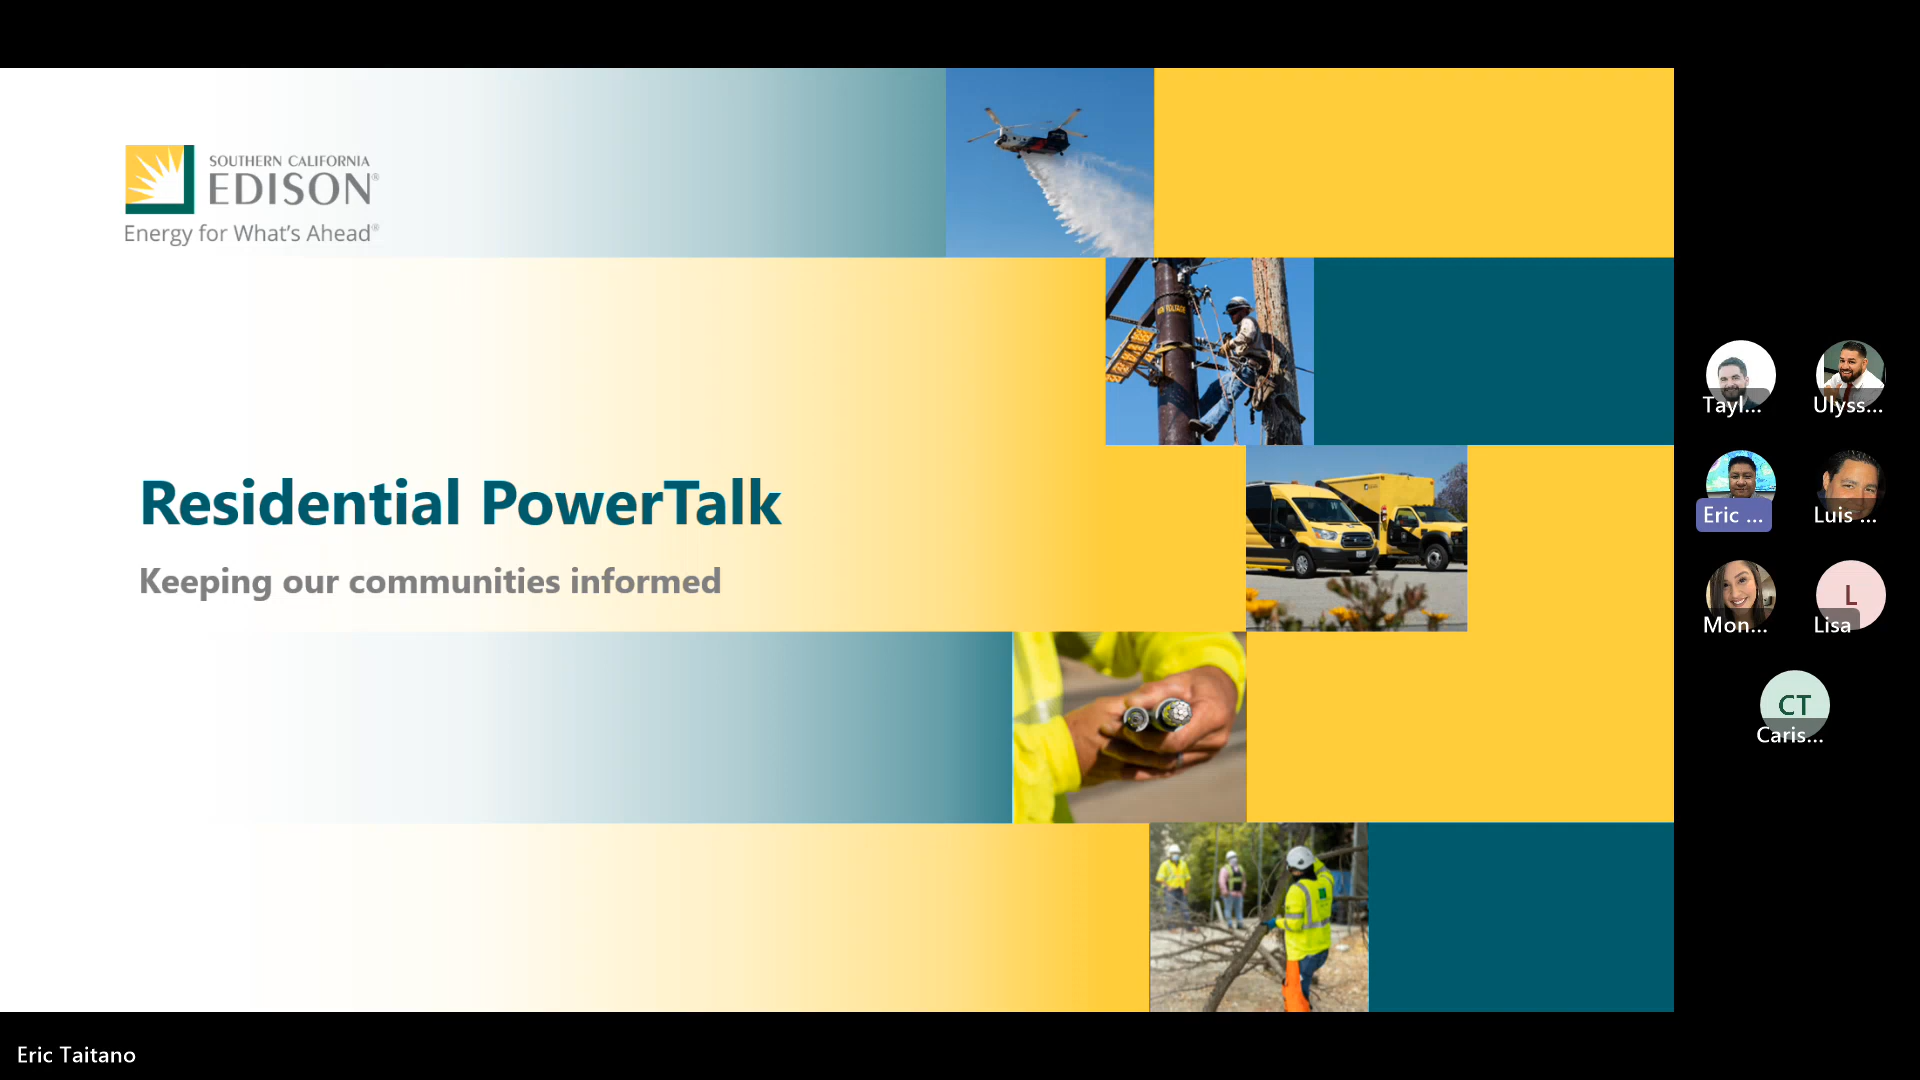 SOUTHERN CALIFORNIA
EDISON®
Energy for What's Ahead®
Residential PowerTalk
Keeping our communities informed
Tayl...
Ulyss...
Eric ...
Luis ...
Mon...
L
Lisa
CT
Caris...
Eric Taitano